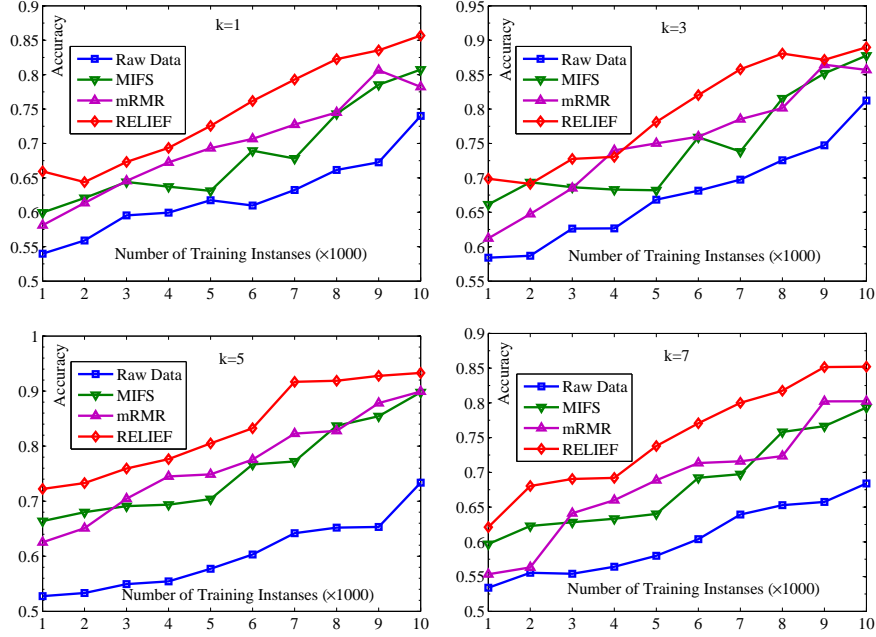 0.9
0.85
0.8
0.75
0.7
0.65
0.6
0.55
0.5
Accuracy
k=1
Raw Data
MIFS
mRMR
RELIEF
Number of Training Instanses (×1000)
1 2 3 4 5 6 7 8 9 10
0.95
0.9
0.85
0.8
0.75
0.7
0.65
0.6
0.55
Accuracy
k=3
Raw Data
MIFS
mRMR
RELIEF
Number of Training Instanses (×1000)
1 2 3 4 5 6 7 8 9 10
1
0.9
0.8
0.7
0.6
0.5
Accuracy
k=5
Raw Data
MIFS
mRMR
RELIEF
Number of Training Instanses (×1000)
1 2 3 4 5 6 7 8 9 10
0.9
0.85
0.8
0.75
0.7
0.65
0.6
0.55
0.5
Accuracy
k=7
Raw Data
MIFS
mRMR
RELIEF
Number of Training Instanses (×1000)
1 2 3 4 5 6 7 8 9 10